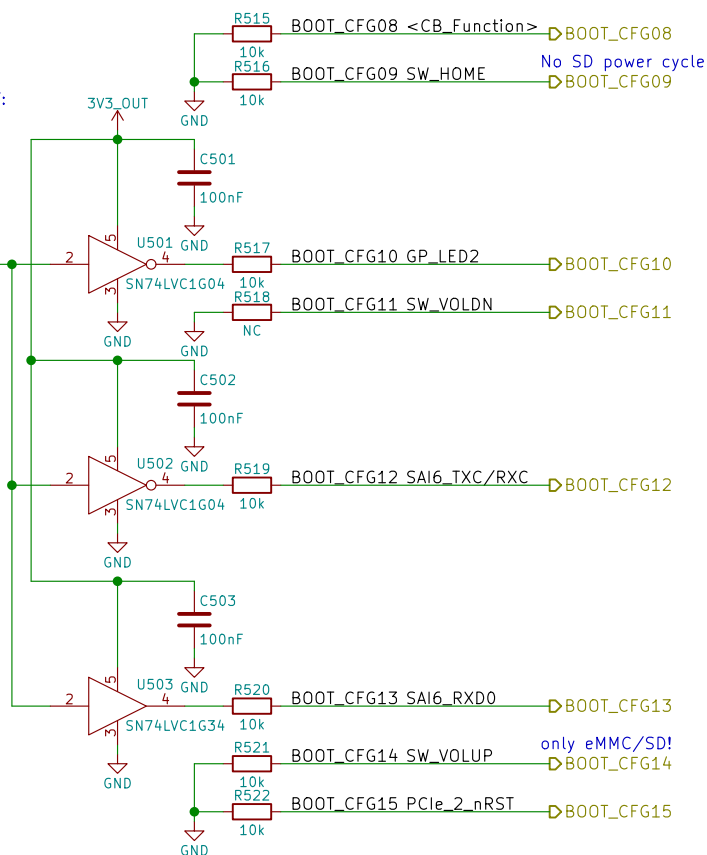 R515
BOOT_CFG08 <CB_Function>
BOOT_CFG08
10k
No SD power cycle
R516
BOOT_CFG09 SW_HOME
BOOT_CFG09
10k
:
3V3_OUT
GND
C501
100nF
5
U501
GND
R517
2
4
BOOT_CFG10 GP_LED2
BOOT_CFG10
3
SN74LVC1G04
10k
R518
BOOT_CFG11 SW_VOLDN
BOOT_CFG11
GND
NC
GND
C502
100nF
5
U502
GND
R519
2
4
BOOT_CFG12 SAI6_TXC/RXC
BOOT_CFG12
3
SN74LVC1G04
10k
GND
C503
100nF
5
U503
GND
R520
2
4
BOOT_CFG13 SAI6_RXD0
BOOT_CFG13
3
SN74LVC1G34
10k
only eMMC/SD!
R521
BOOT_CFG14 SW_VOLUP
BOOT_CFG14
GND
10k
R522
BOOT_CFG15 PCIe_2_nRST
BOOT_CFG15
10k
GND